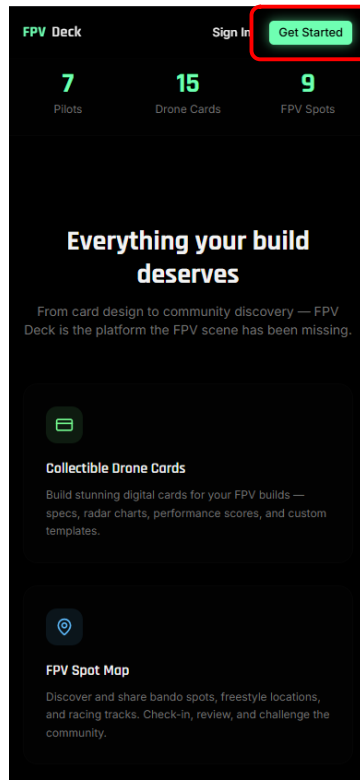 FPV Deck Sign In Get Started
7 15 9
Pilots Drone Cards FPV Spots
Everything your build
deserves
From card design to community discovery — FPV
Deck is the platform the FPV scene has been missing.
Collectible Drone Cards
Build stunning digital cards for your FPV builds —
specs, radar charts, performance scores, and custom
templates.
FPV Spot Map
Discover and share bando spots, freestyle locations,
and racing tracks. Check-in, review, and challenge the
community.